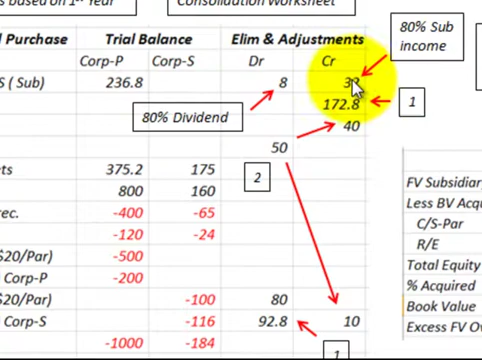 s based on 1st Year
Consolidation Worksheet
l Purchase Trial Balance Elim & Adjustments
80% Sub
income
Corp-P Corp-S Dr Cr
S ( Sub) 236.8 8
172.8 1
80% Dividend 40
50
ts 375.2 175 2
800 160
rec. -400 -65
-120 -24
$20/Par) -500
Corp-P -200
$20/Par) -100 80
Corp-S -116 92.8 10
-1000 -184 1
FV Subsidiar
Less BV Acqu
C/S-Par
R/E
Total Equity
% Acquired
Book Value
Excess FV Ov